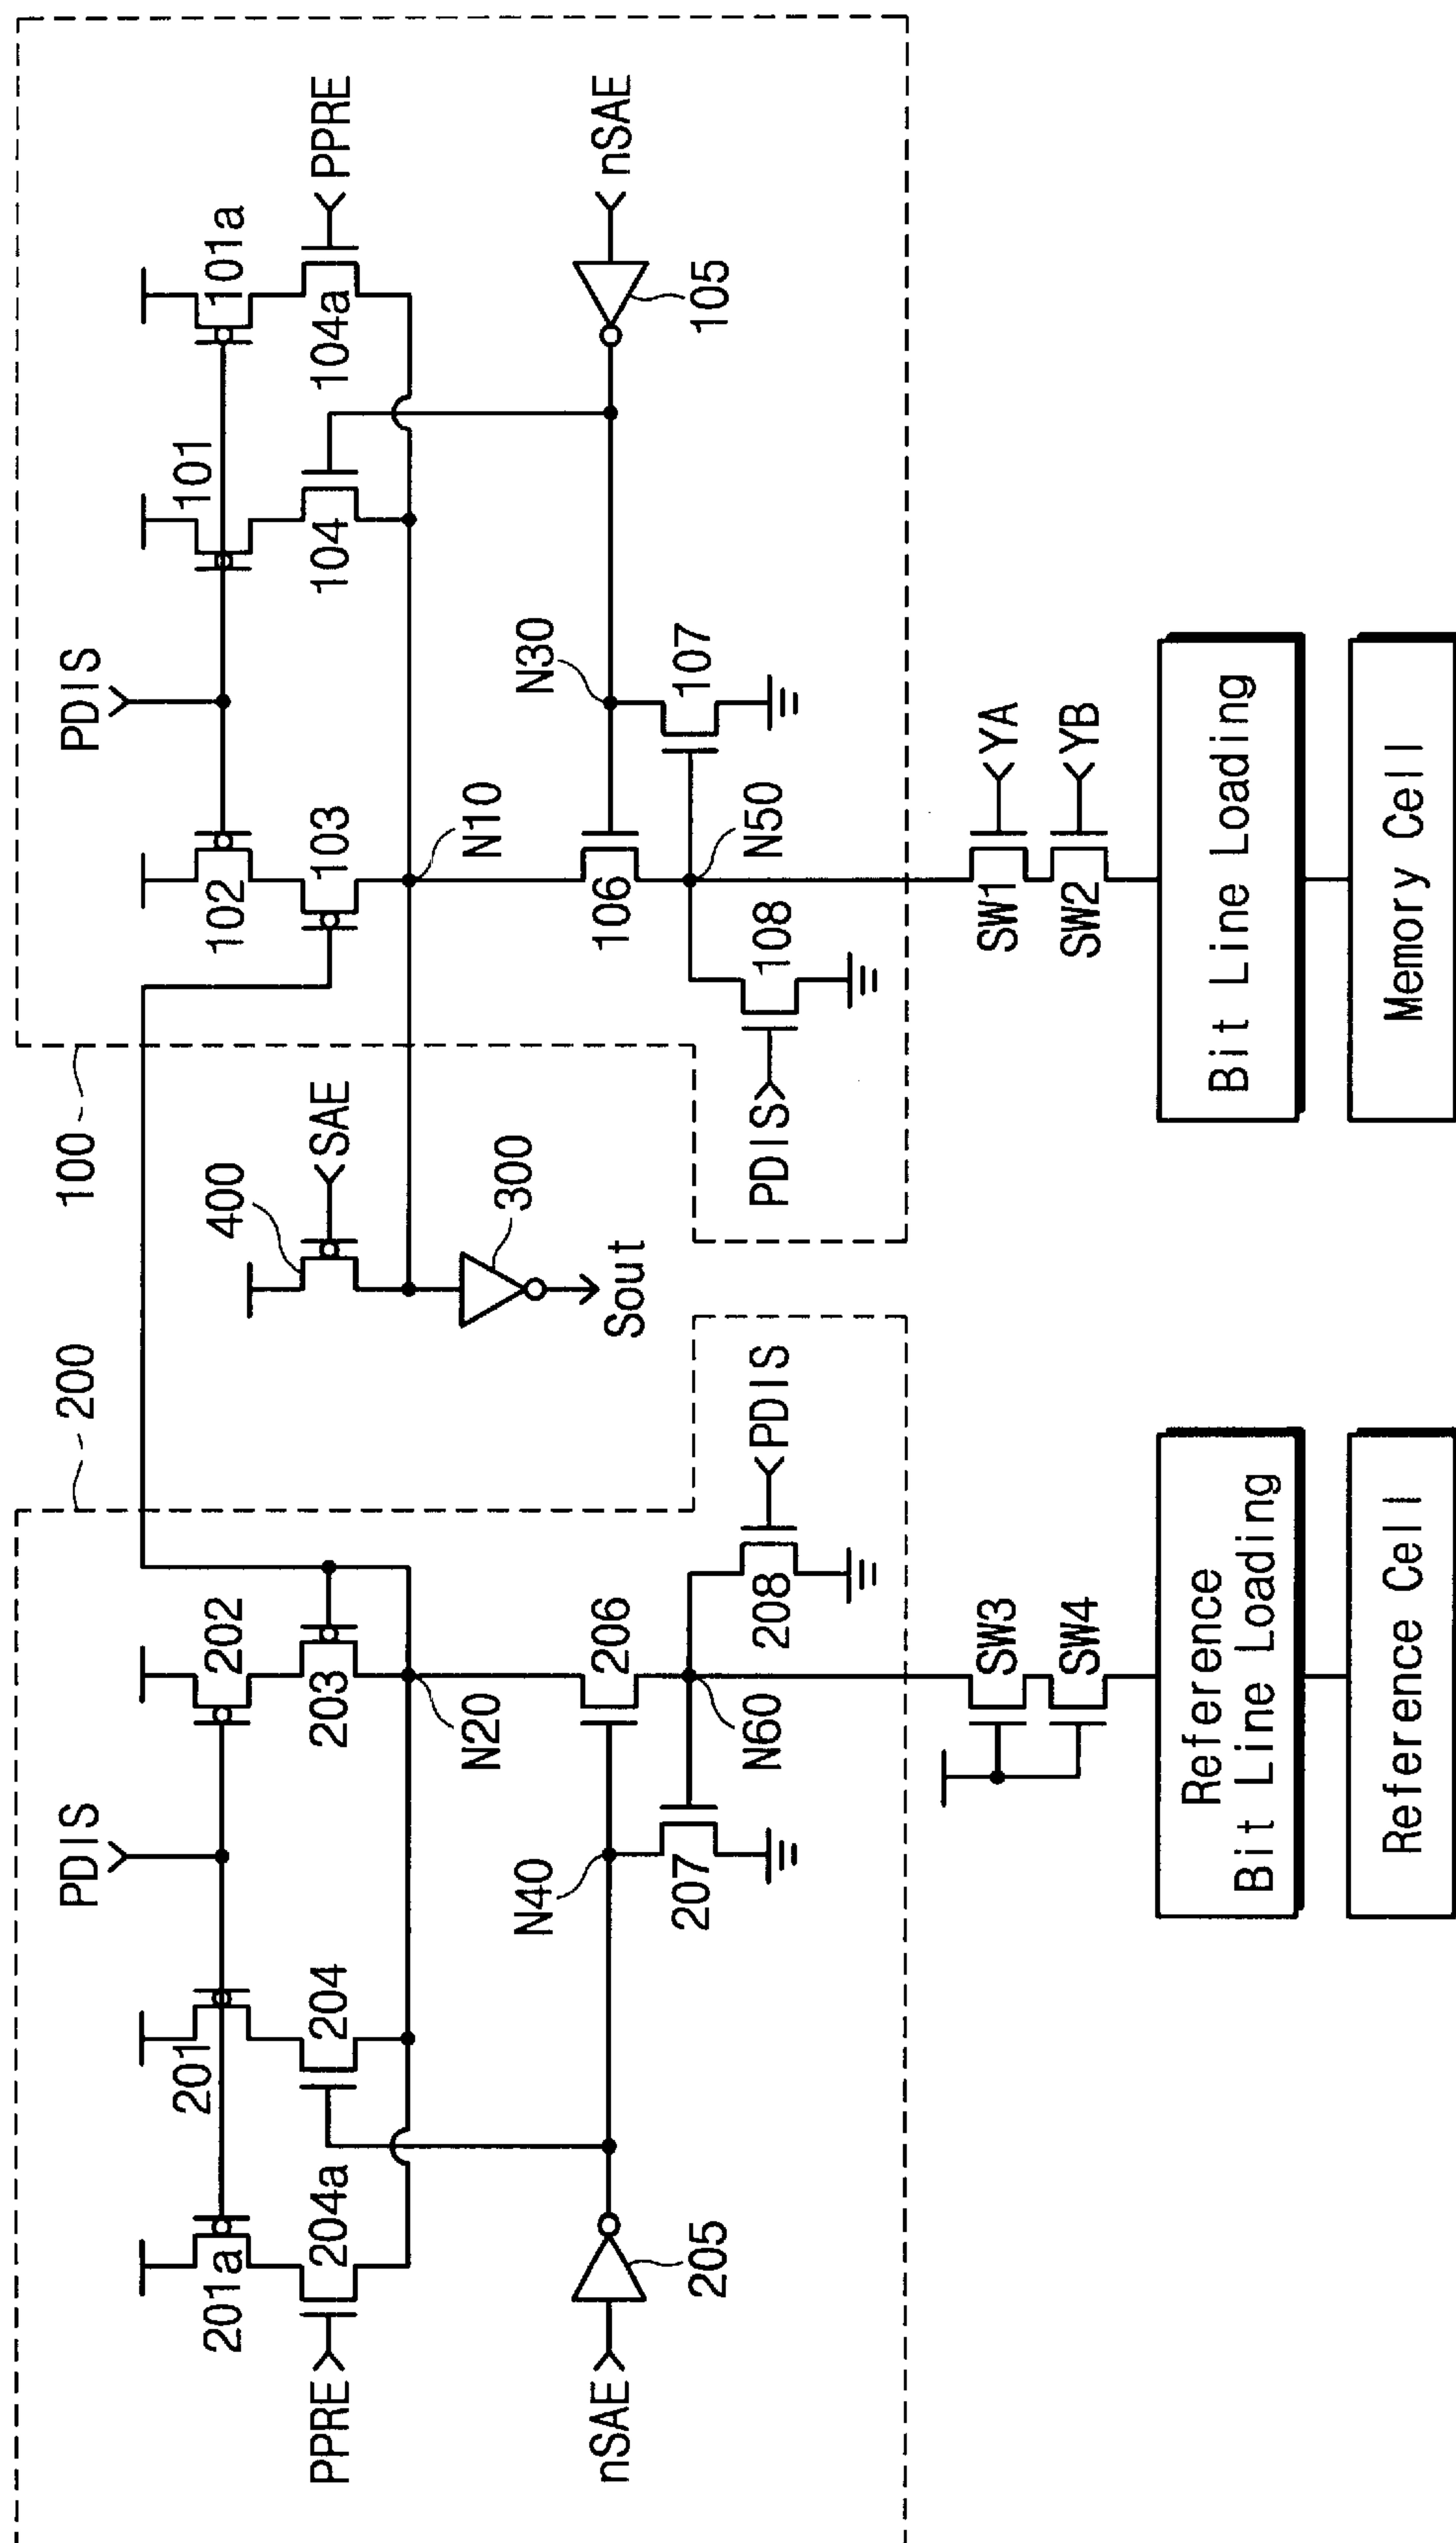 200
100
PDIS
PDIS
201a
201
202
102
101
101a
PPRE
204a
204
203
400
SAE
103
104
104a
PPRE
N20
N10
nSAE
205
N40
206
Sout
300
106
N30
105
nSAE
207
N60
208
PDIS
PDIS
108
N50
107
SW3
SW4
SW1
YA
SW2
YB
Reference
Bit Line Loading
Bit Line Loading
Reference Cell
Memory Cell